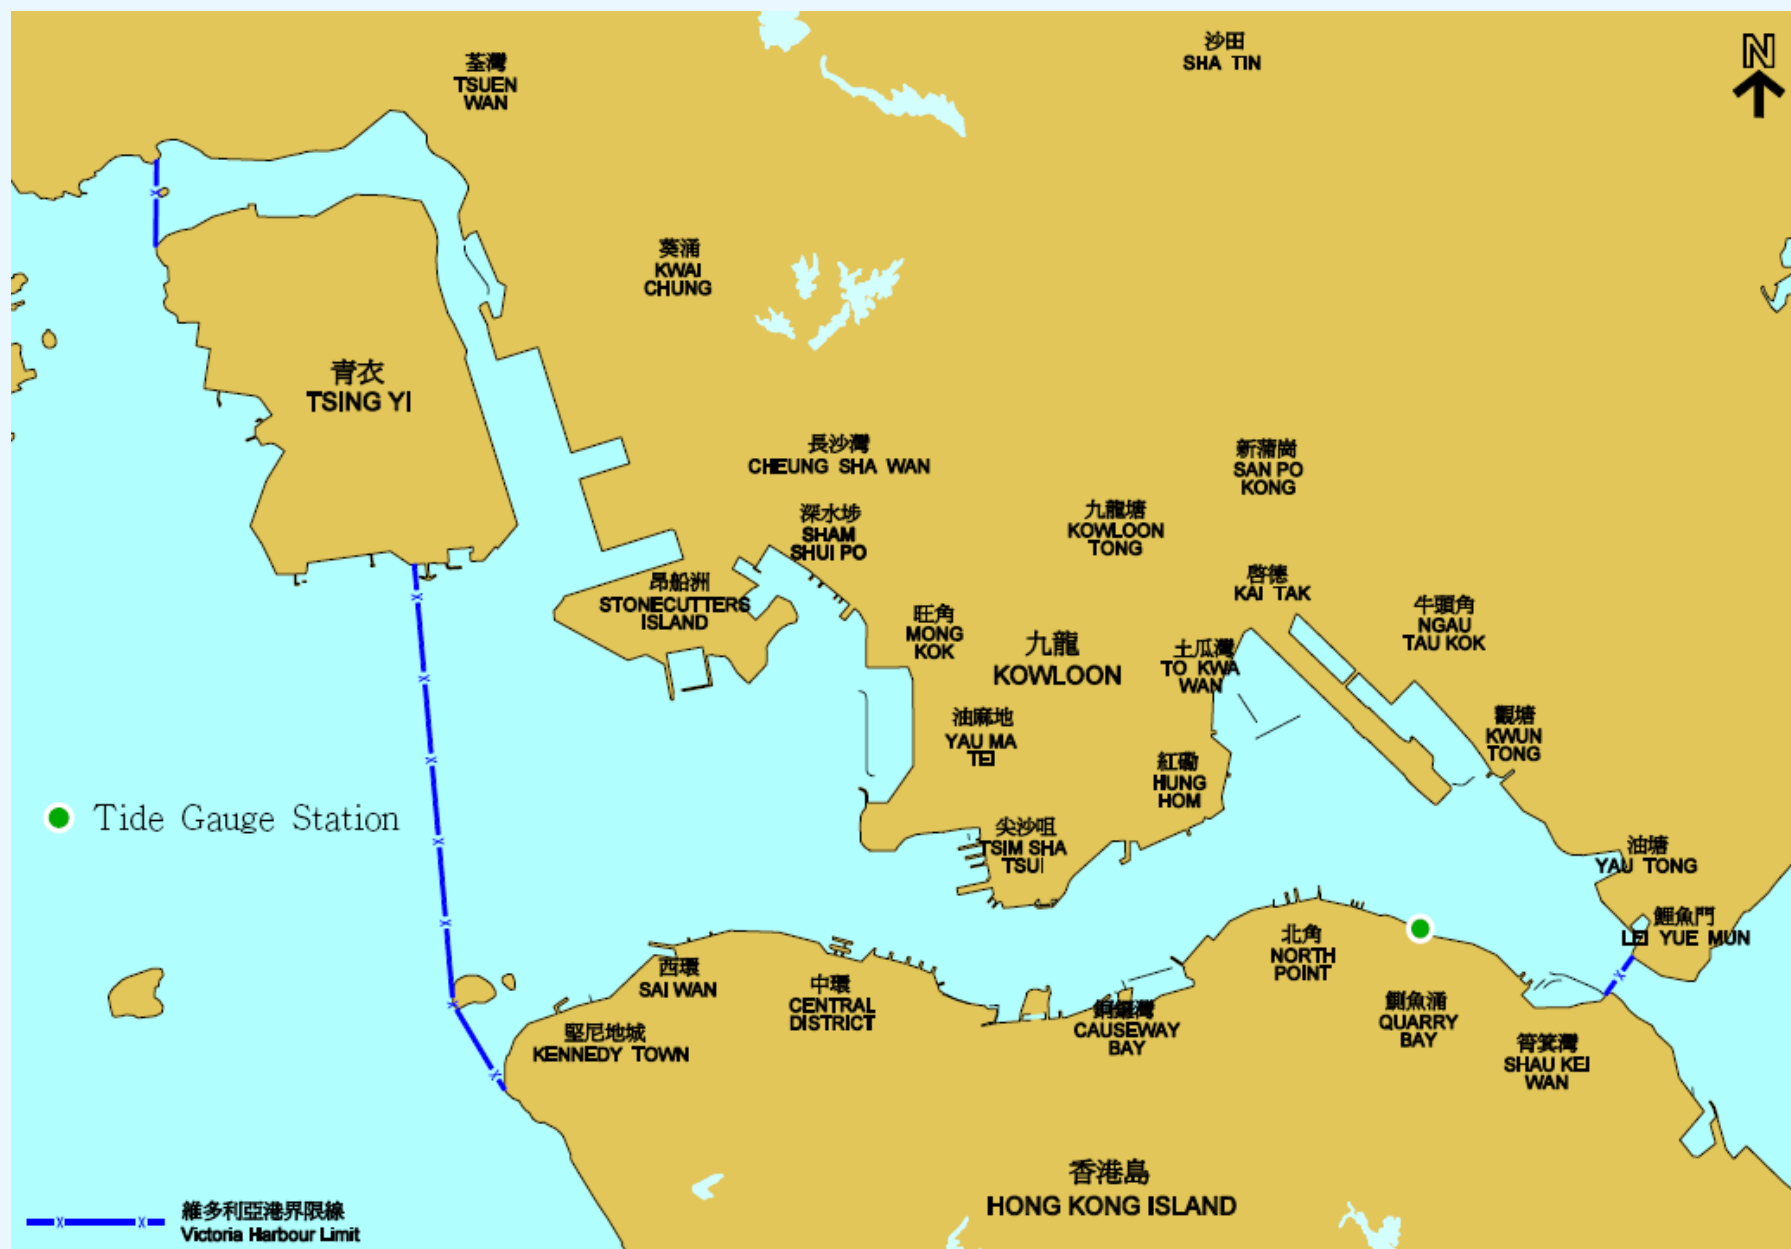 荃灣
TSUEN
WAN
沙田
SHA TIN
N
葵涌
KWAI
CHUNG
青衣
TSING YI
長沙灣
CHEUNG SHA WAN
新蒲崗
SAN PO
KONG
深水埗
SHAM
SHUI PO
九龍塘
KOWLOON
TONG
昂船洲
STONECUTTERS
ISLAND
啓德
KAI TAK
旺角
MONG
KOK
九龍
KOWLOON
土瓜灣
TO KWA
WAN
牛頭角
NGAU
TAU KOK
油麻地
YAU MA
TEI
紅磡
HUNG
HOM
觀塘
KWUN
TONG
Tide Gauge Station
尖沙咀
TSIM SHA
TSUI
油塘
YAU TONG
鯉魚門
LEI YUE MUN
西環
SAI WAN
中環
CENTRAL
DISTRICT
北角
NORTH
POINT
堅尼地城
KENNEDY TOWN
銅鑼灣
CAUSEWAY
BAY
鰂魚涌
QUARRY
BAY
筲箕灣
SHAU KEI
WAN
香港島
HONG KONG ISLAND
維多利亞港界限線
Victoria Harbour Limit